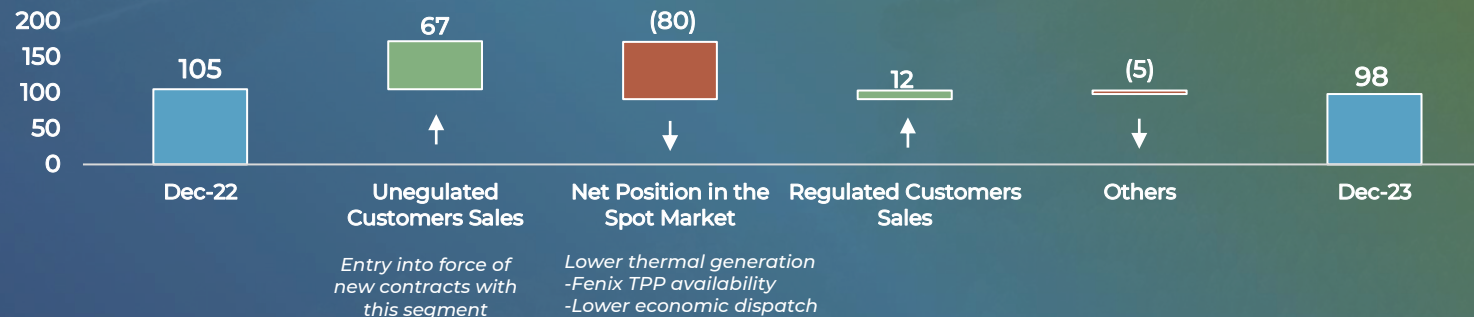 200
150
100
50
0
105
67
(80)
12
(5)
98
Dec-22
Unegulated
Customers Sales
Net Position in the
Spot Market
Regulated Customers
Sales
Others
Dec-23
Entry into force of
new contracts with
this segment
Lower thermal generation
-Fenix TPP availability
-Lower economic dispatch